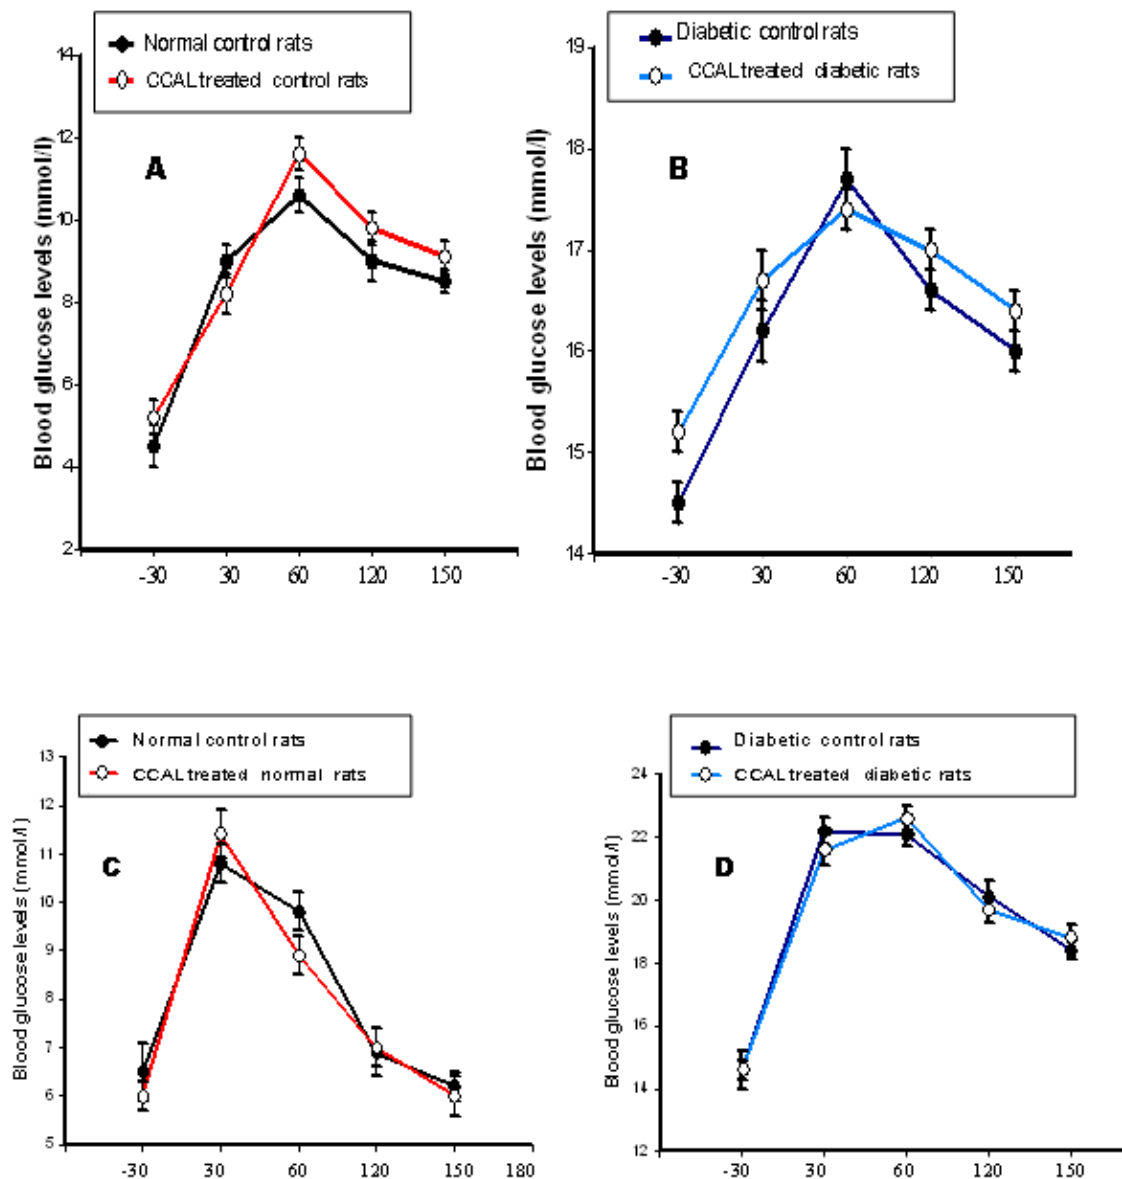 Normal control rats
CCAL treated control rats
14
12
10
8
6
4
2
Blood glucose levels (mmol/l)
A
-30 30 60 120 150
Diabetic control rats
CCAL treated diabetic rats
19
18
17
16
15
14
Blood glucose levels (mmol/l)
B
-30 30 60 120 150
Normal control rats
CCAL treated normal rats
13
12
11
10
9
8
7
6
5
Blood glucose levels (mmol/l)
C
-30 30 60 120 150 180
Diabetic control rats
CCAL treated diabetic rats
24
22
20
18
16
14
12
Blood glucose levels (mmol/l)
D
-30 30 60 120 150